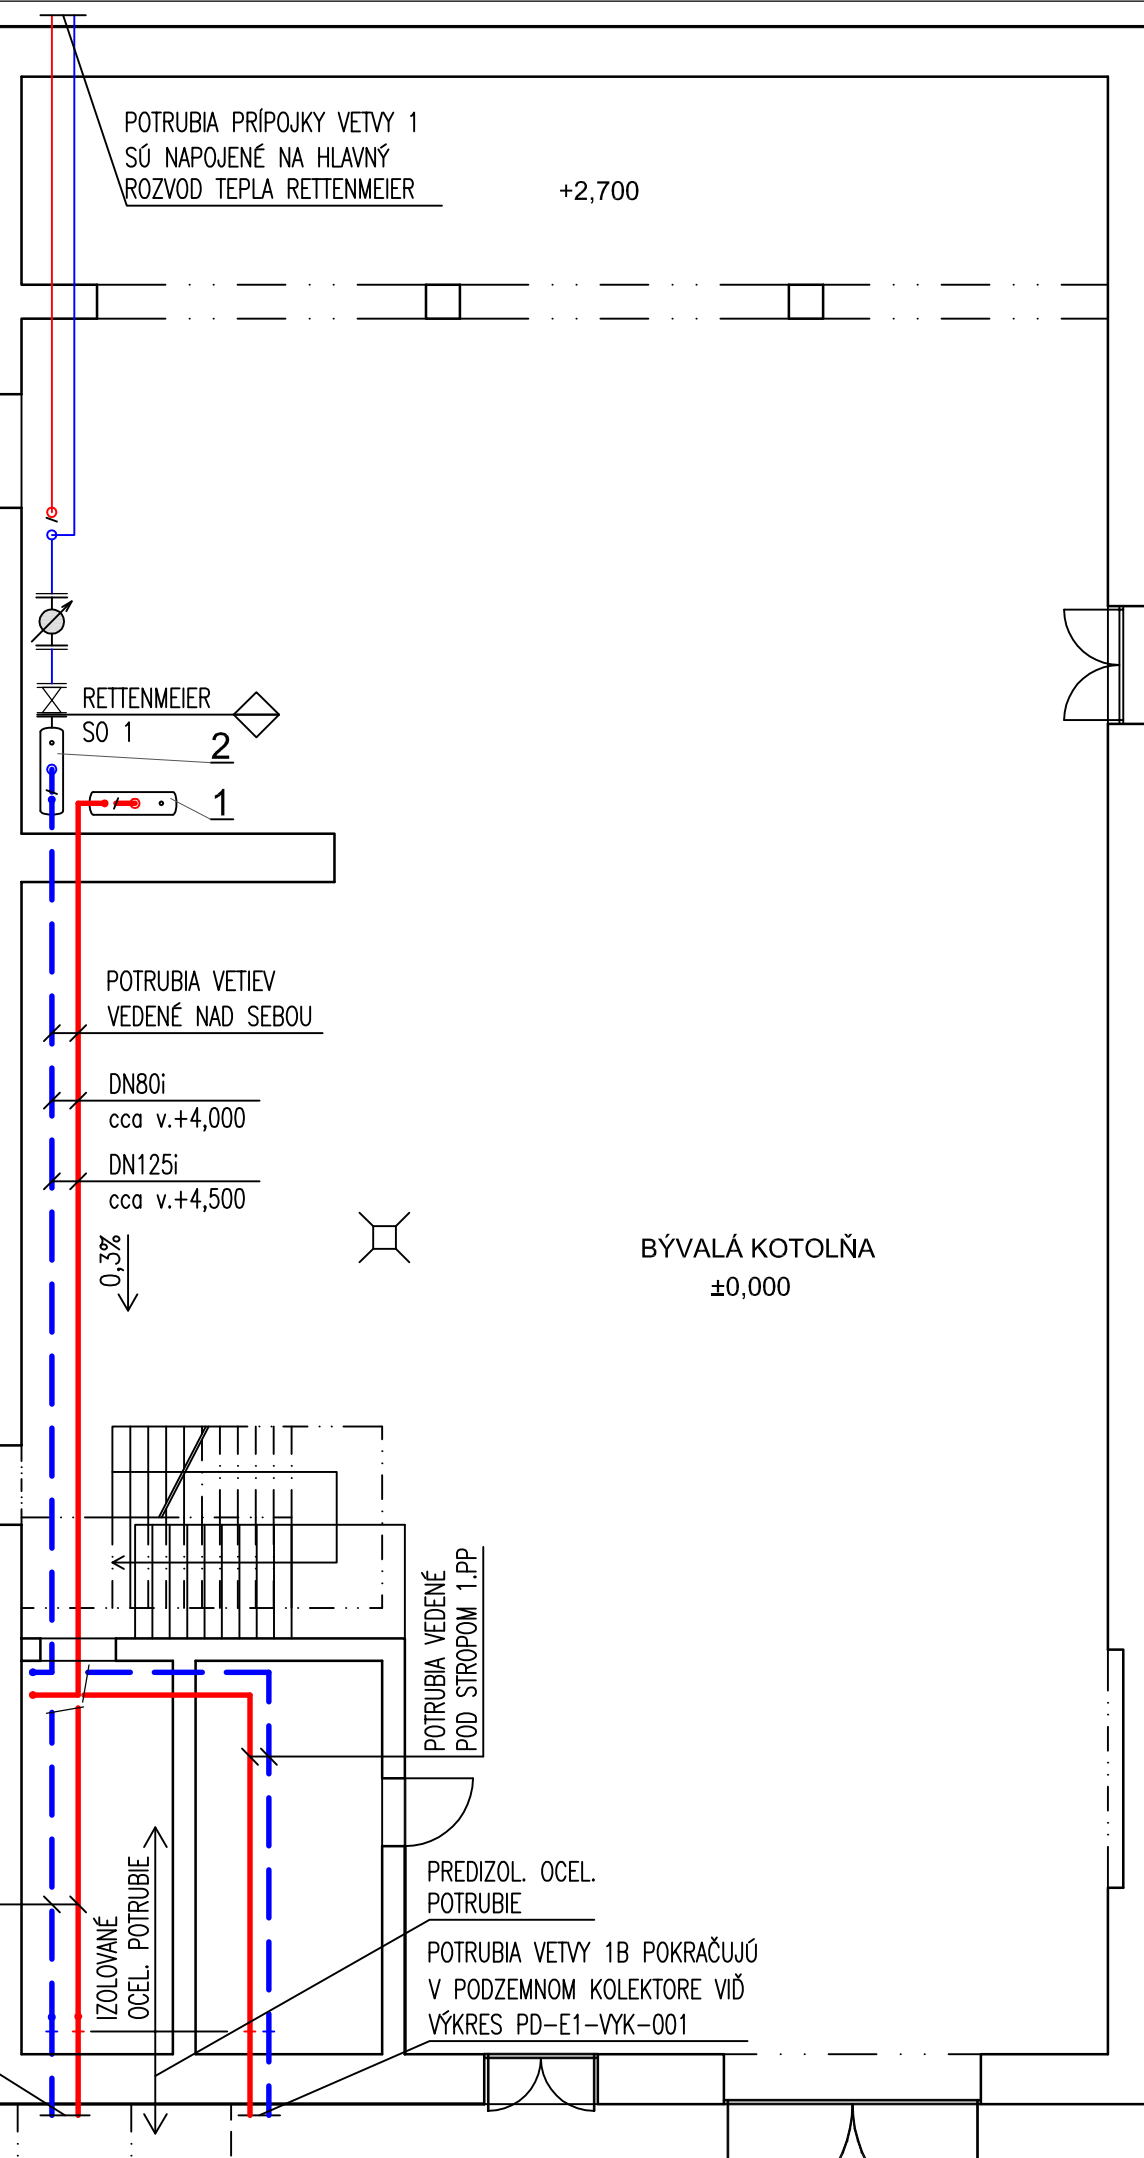 POTRUBIA PRÍPOJKY VETVY 1
SÚ NAPOJENÉ NA HLAVNÝ
ROZVOD TEPLA RETTENMEIER
+2,700
RETTENMEIER
SO 1
2
1
POTRUBIA VETIEV
VEDENÉ NAD SEBOU
DN80i
cca v.+4,000
DN125i
cca v.+4,500
0,3%
BÝVALÁ KOTOLŇA
±0,000
POTRUBIA VEDENÉ
POD STROPOM 1.PP
IZOLOVANÉ
OCEL. POTRUBIE
PREDIZOL. OCEL.
POTRUBIE
POTRUBIA VETVY 1B POKRAČUJÚ
V PODZEMNOM KOLEKTORE VIĎ
VÝKRES PD-E1-VYK-001